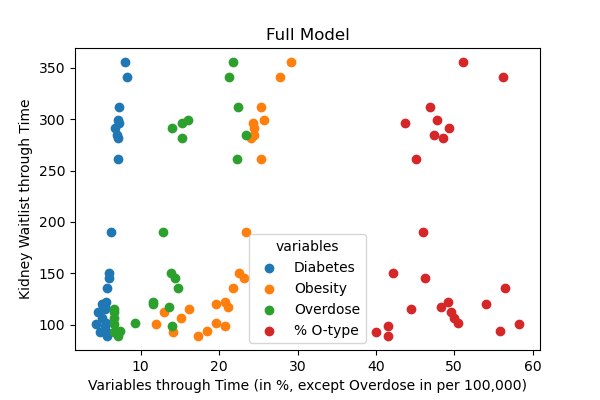 Full Model
Kidney Waitlist through Time
350
300
250
200
150
100
variables
Diabetes
Obesity
Overdose
% O-type
10 20 30 40 50 60
Variables through Time (in %, except Overdose in per 100,000)